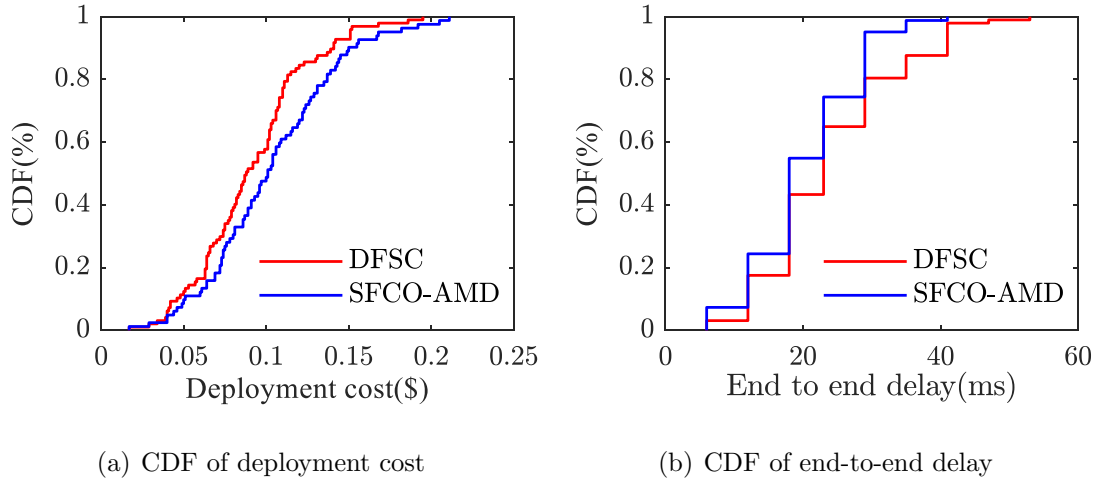 1
0.8
0.6
0.4
0.2
0
CDF(%)
DFSC
SFCO-AMD
0 0.05 0.1 0.15 0.2 0.25
Deployment cost($)
(a) CDF of deployment cost
1
0.8
0.6
0.4
0.2
0
CDF(%)
DFSC
SFCO-AMD
0 20 40 60
End to end delay(ms)
(b) CDF of end-to-end delay